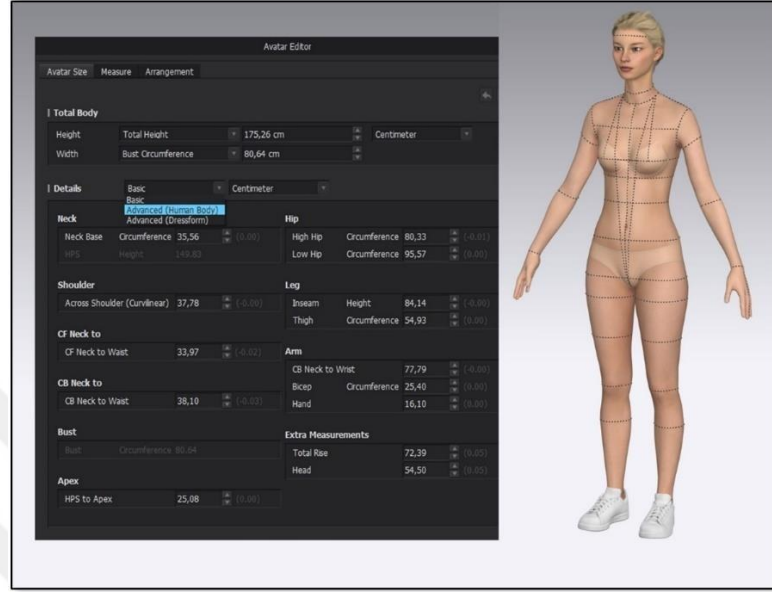 Avatar Editor
Avatar Size Measure Arrangement
Total Body
Height Total Height 175,26 cm Centimeter
Width Bust Circumference 80,64 cm
Details Basic Centimeter
Basic
Advanced (Human Body)
Advanced (Dressform)
Neck
Neck Base Circumference 35,56 (0.00)
HPS Height 149.83
Shoulder
Across Shoulder (Curvilinear) 37,78 (-0.00)
CF Neck to
CF Neck to Waist 33,97 (-0.02)
CB Neck to
CB Neck to Waist 38,10 (-0.03)
Bust
Bust Circumference 80.64
Apex
HPS to Apex 25,08 (0.00)
Hip
High Hip Circumference 80,33 (-0.01)
Low Hip Circumference 95,57 (0.00)
Leg
Inseam Height 84,14 (-0.00)
Thigh Circumference 54,93 (0.00)
Arm
CB Neck to Wrist 77,79 (-0.00)
Bicep Circumference 25,40 (0.00)
Hand 16,10 (0.00)
Extra Measurements
Total Rise 72,39 (0.05)
Head 54,50 (0.05)